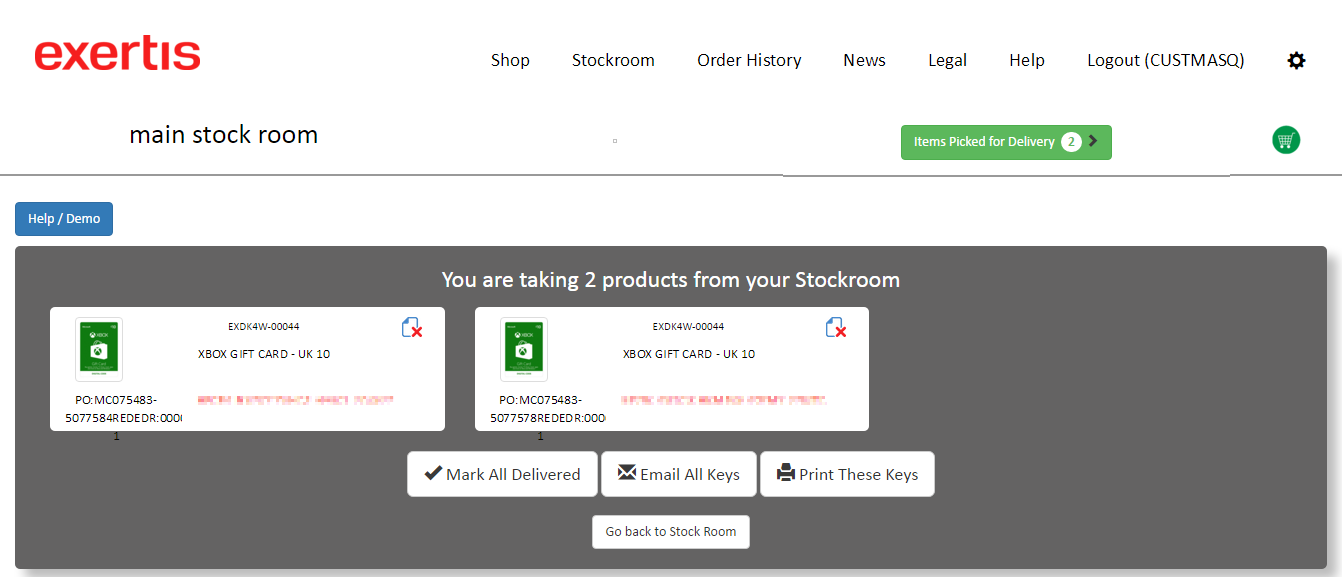 exertis
Shop Stockroom Order History News Legal Help Logout (CUSTMASQ)
main stock room
Items Picked for Delivery 2
Help / Demo
You are taking 2 products from your Stockroom
EXDK4W-00044
XBOX GIFT CARD - UK 10
PO:MC075483-
5077584REDEDR:000
1
EXDK4W-00044
XBOX GIFT CARD - UK 10
PO:MC075483-
5077578REDEDR:000
1
Mark All Delivered
Email All Keys
Print These Keys
Go back to Stock Room